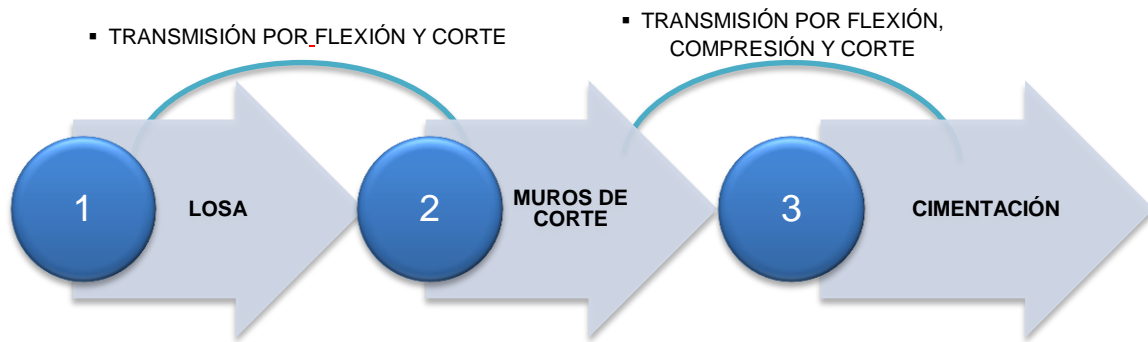 ▪ TRANSMISIÓN POR FLEXIÓN Y CORTE
▪ TRANSMISIÓN POR FLEXIÓN,
COMPRESIÓN Y CORTE
1
LOSA
2
MUROS DE
CORTE
3
CIMENTACIÓN